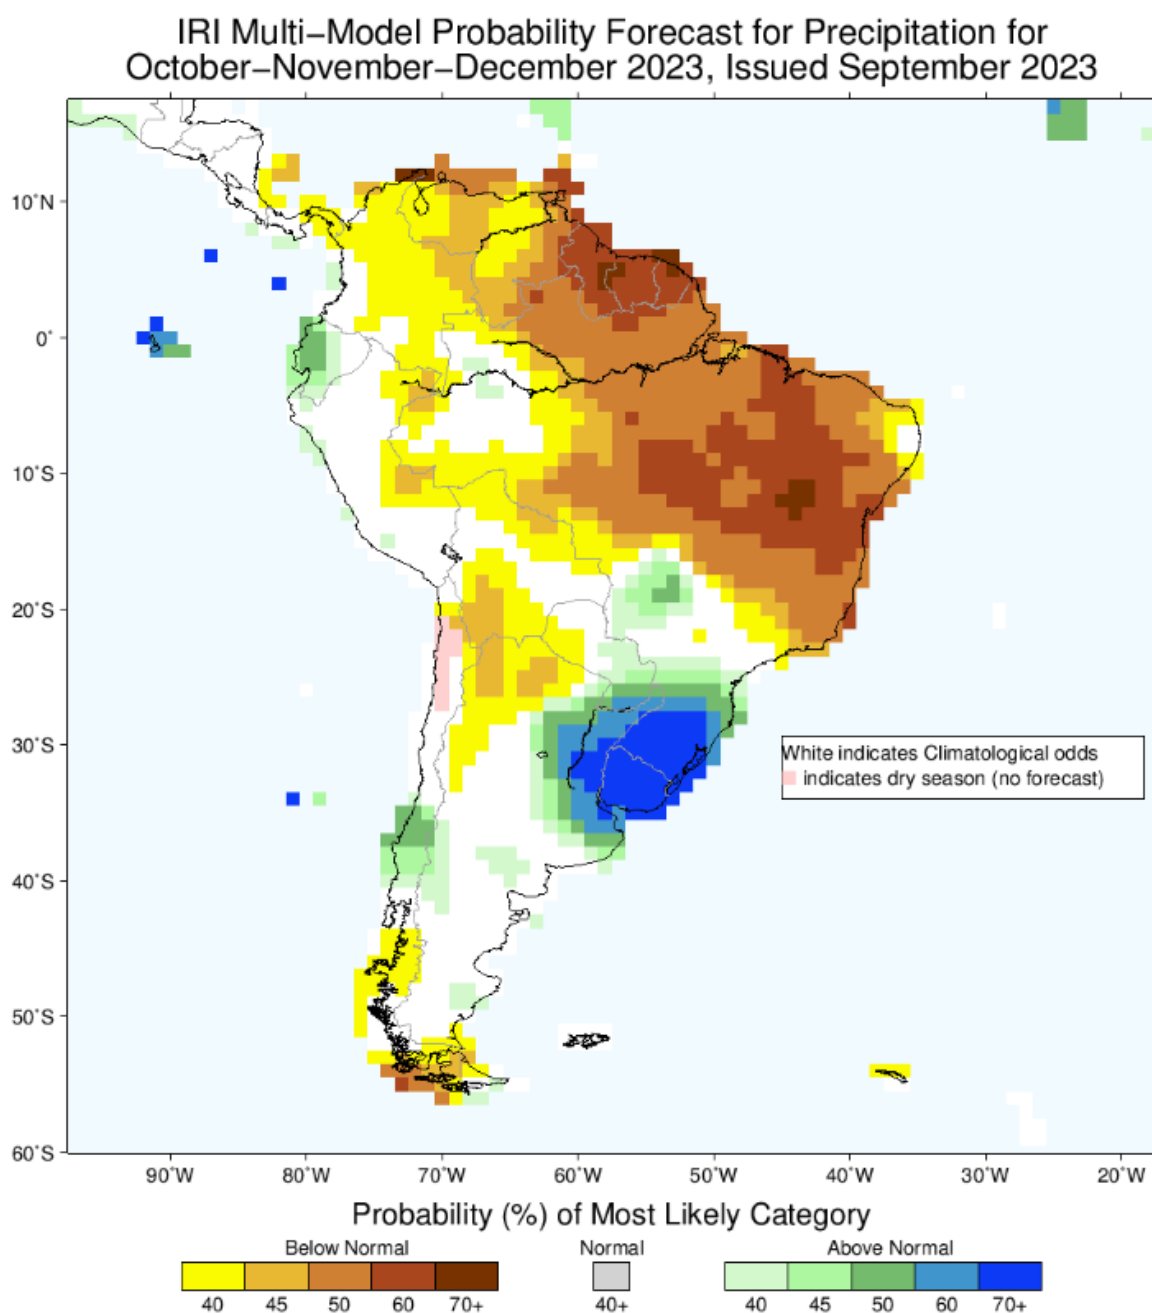 IRI Multi−Model Probability Forecast for Precipitation for
October−November−December 2023, Issued September 2023
10˚N
0˚
10˚S
20˚S
30˚S
White indicates Climatological odds
indicates dry season (no forecast)
40˚S
50˚S
60˚S
90˚W 80˚W 70˚W 60˚W 50˚W 40˚W 30˚W 20˚W
Probability (%) of Most Likely Category
Below Normal Normal Above Normal
40 45 50 60 70+ 40+ 40 45 50 60 70+